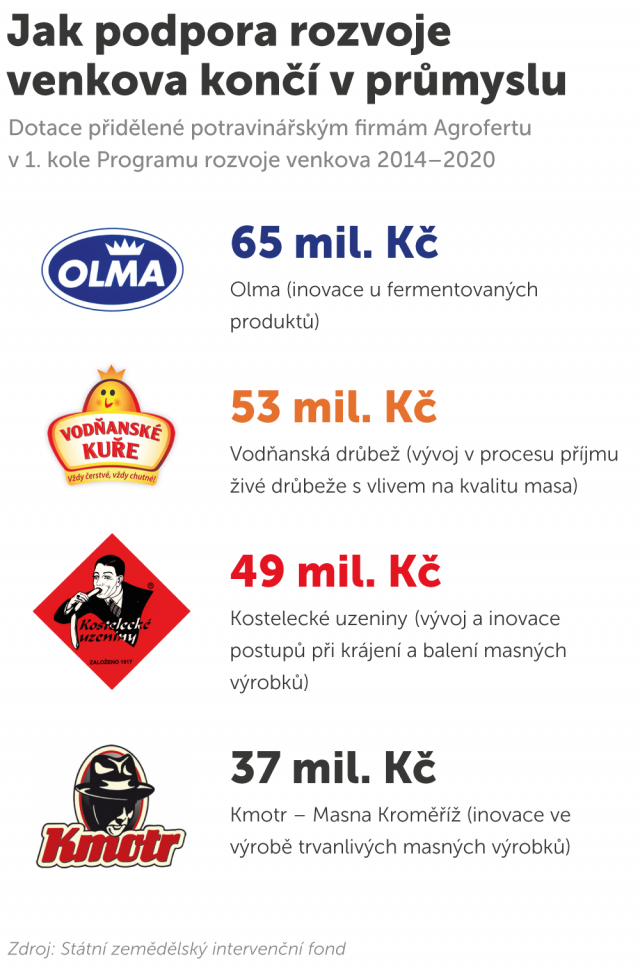 Jak podpora rozvoje
venkova končí v průmyslu
Dotace přidělené potravinářským firmám Agrofertu
v 1. kole Programu rozvoje venkova 2014–2020
OLMA
65 mil. Kč
Olma (inovace u fermentovaných
produktů)
VODŇANSKÉ
KUŘE
Vždy čerstvé, vždy chutné!
53 mil. Kč
Vodňanská drůbež (vývoj v procesu příjmu
živé drůbeže s vlivem na kvalitu masa)
Kostelecké
uzeniny
®
ZALOŽENO 1917
49 mil. Kč
Kostelecké uzeniny (vývoj a inovace
postupů při krájení a balení masných
výrobků)
Kmotr
37 mil. Kč
Kmotr – Masna Kroměříž (inovace ve
výrobě trvanlivých masných výrobků)
Zdroj: Státní zemědělský intervenční fond